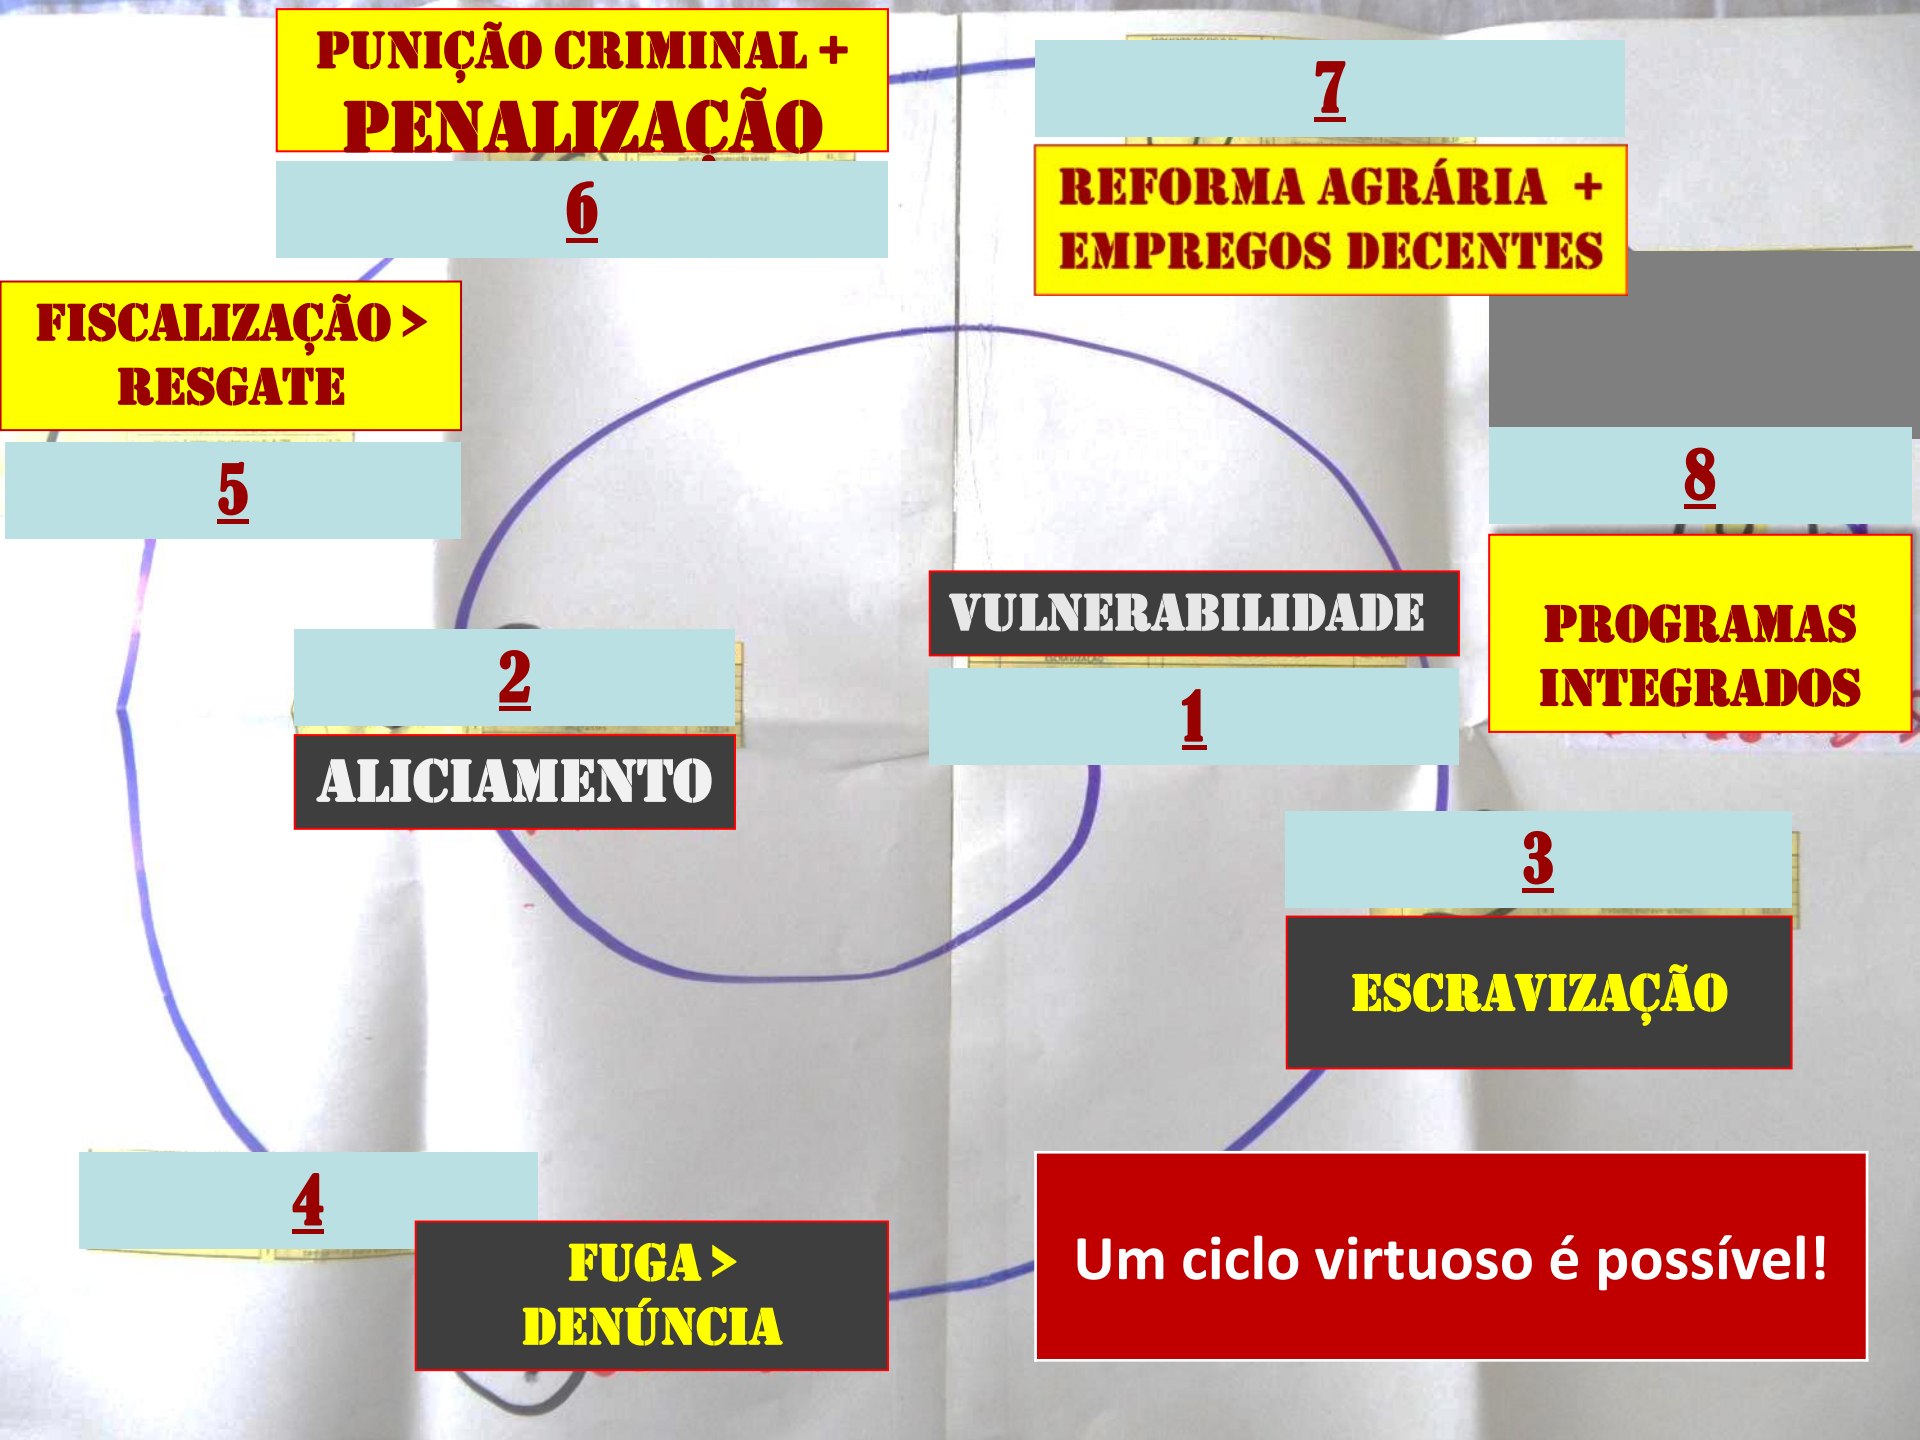 PUNIÇÃO CRIMINAL +
PENALIZAÇÃO
6
7
REFORMA AGRÁRIA +
EMPREGOS DECENTES
FISCALIZAÇÃO >
RESGATE
5
8
PROGRAMAS
INTEGRADOS
VULNERABILIDADE
1
2
ALICIAMENTO
3
ESCRAVIZAÇÃO
4
FUGA >
DENÚNCIA
Um ciclo virtuoso é possível!